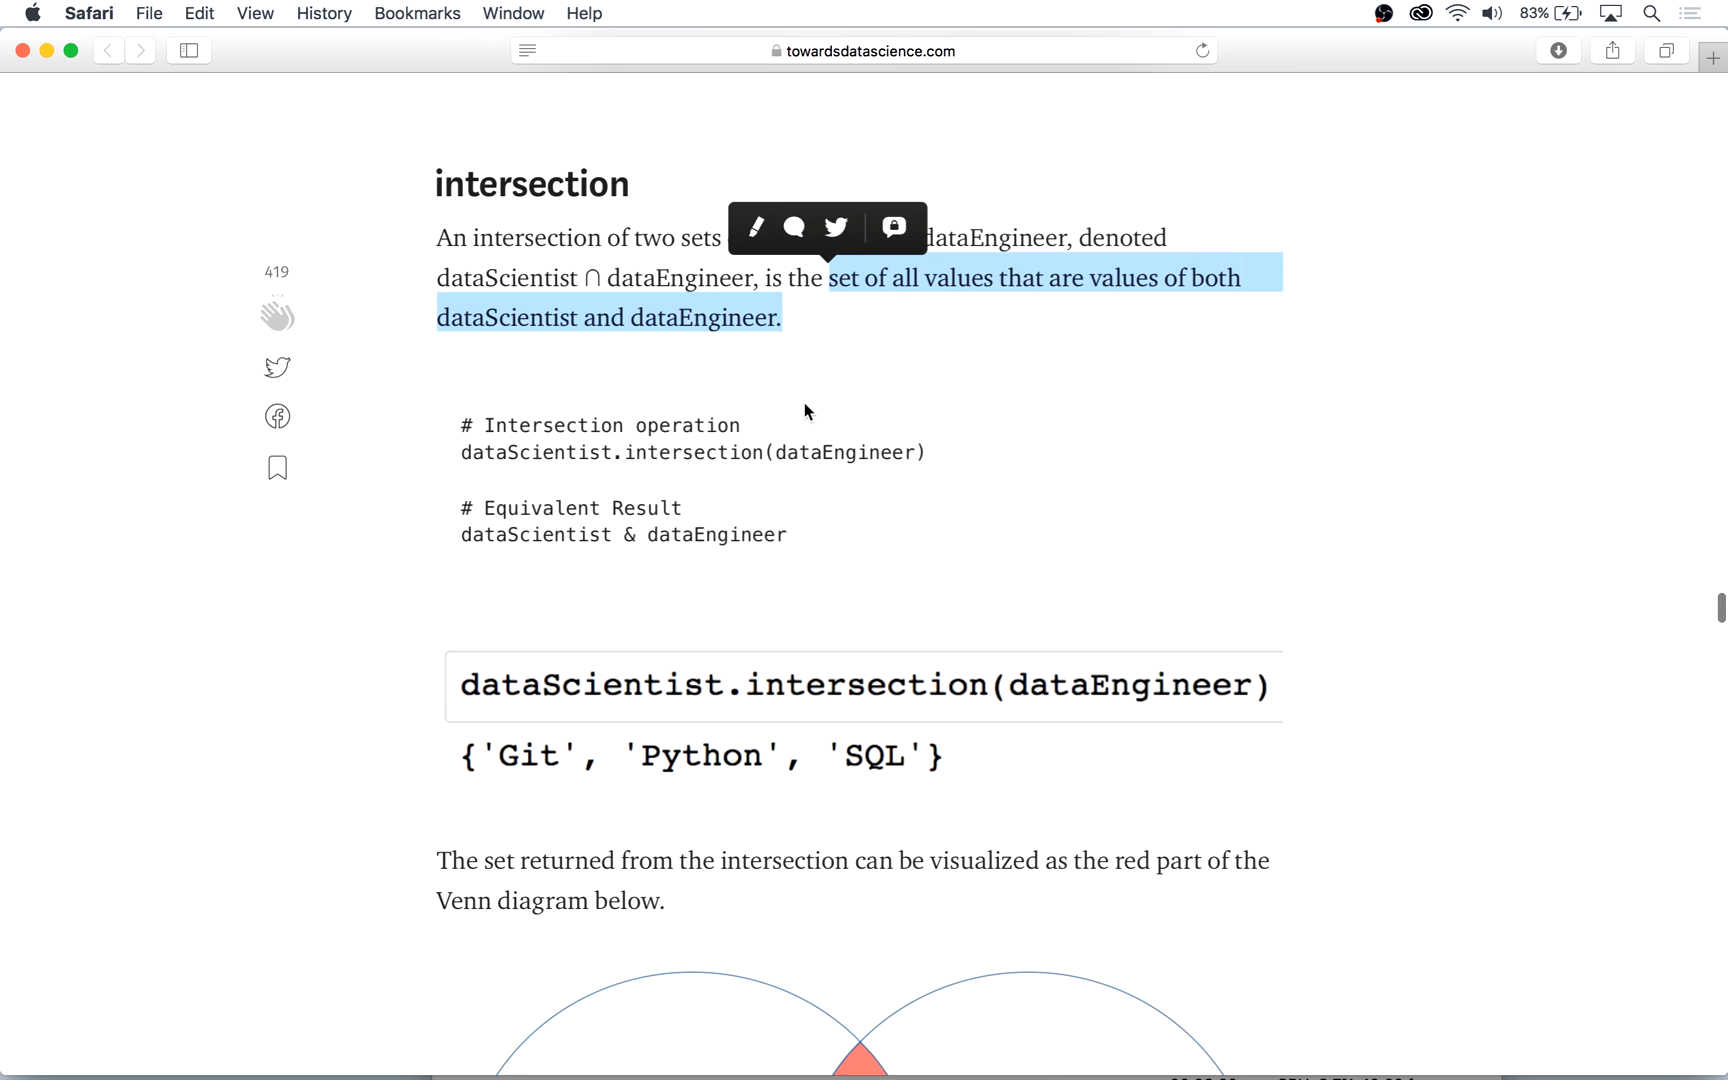 Safari File Edit View History Bookmarks Window Help 83%
towardsdatascience.com
intersection
An intersection of two sets dataEngineer, denoted
dataScientist ∩ dataEngineer, is the set of all values that are values of both
dataScientist and dataEngineer.
419
# Intersection operation
dataScientist.intersection(dataEngineer)
# Equivalent Result
dataScientist & dataEngineer
dataScientist.intersection(dataEngineer)
{'Git', 'Python', 'SQL'}
The set returned from the intersection can be visualized as the red part of the
Venn diagram below.